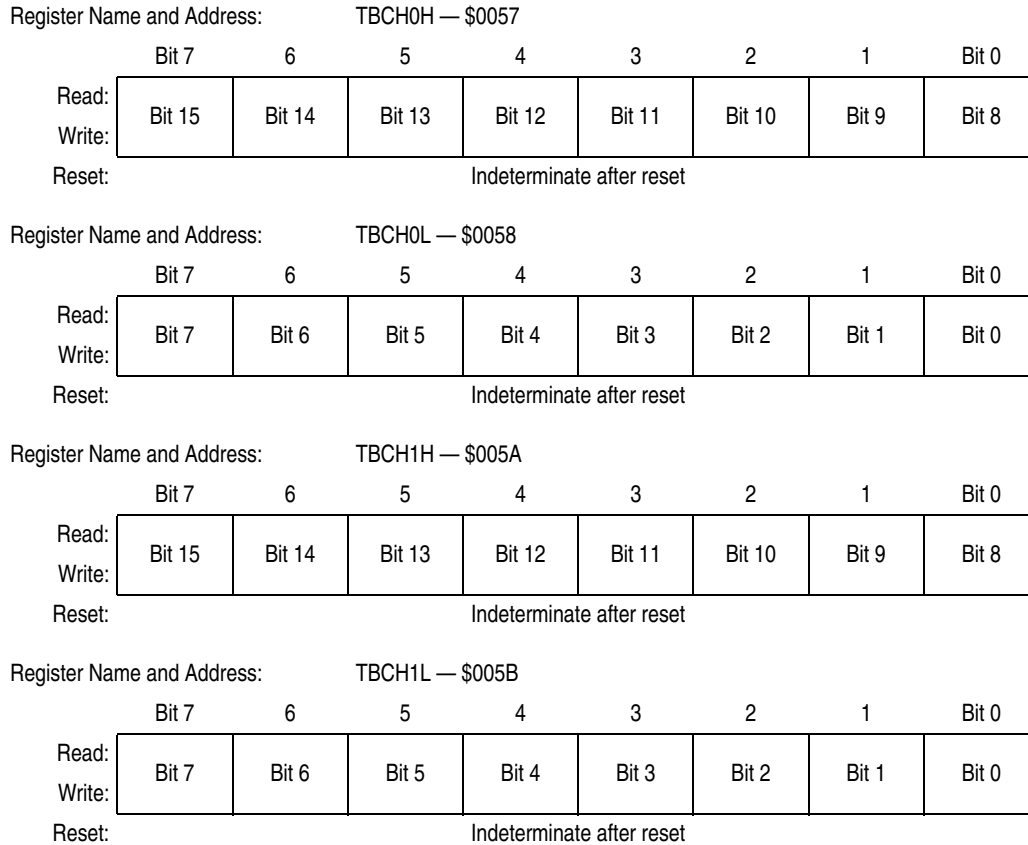 Register Name and Address: TBCH0H — $0057
Bit 7 6 5 4 3 2 1 Bit 0
Read:
Bit 15 Bit 14 Bit 13 Bit 12 Bit 11 Bit 10 Bit 9 Bit 8
Write:
Reset: Indeterminate after reset
Register Name and Address: TBCH0L — $0058
Bit 7 6 5 4 3 2 1 Bit 0
Read:
Bit 7 Bit 6 Bit 5 Bit 4 Bit 3 Bit 2 Bit 1 Bit 0
Write:
Reset: Indeterminate after reset
Register Name and Address: TBCH1H — $005A
Bit 7 6 5 4 3 2 1 Bit 0
Read:
Bit 15 Bit 14 Bit 13 Bit 12 Bit 11 Bit 10 Bit 9 Bit 8
Write:
Reset: Indeterminate after reset
Register Name and Address: TBCH1L — $005B
Bit 7 6 5 4 3 2 1 Bit 0
Read:
Bit 7 Bit 6 Bit 5 Bit 4 Bit 3 Bit 2 Bit 1 Bit 0
Write:
Reset: Indeterminate after reset